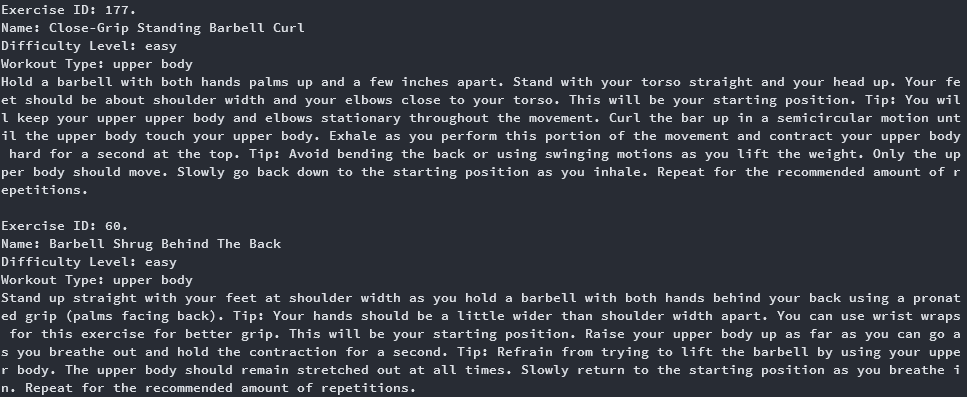 Exercise ID: 177.
Name: Close-Grip Standing Barbell Curl
Difficulty Level: easy
Workout Type: upper body
Hold a barbell with both hands palms up and a few inches apart. Stand with your torso straight and your head up. Your fe
et should be about shoulder width and your elbows close to your torso. This will be your starting position. Tip: You wil
l keep your upper upper body and elbows stationary throughout the movement. Curl the bar up in a semicircular motion unt
il the upper body touch your upper body. Exhale as you perform this portion of the movement and contract your upper body
 hard for a second at the top. Tip: Avoid bending the back or using swinging motions as you lift the weight. Only the up
per body should move. Slowly go back down to the starting position as you inhale. Repeat for the recommended amount of r
epetitions.

Exercise ID: 60.
Name: Barbell Shrug Behind The Back
Difficulty Level: easy
Workout Type: upper body
Stand up straight with your feet at shoulder width as you hold a barbell with both hands behind your back using a pronat
ed grip (palms facing back). Tip: Your hands should be a little wider than shoulder width apart. You can use wrist wraps
 for this exercise for better grip. This will be your starting position. Raise your upper body up as far as you can go a
s you breathe out and hold the contraction for a second. Tip: Refrain from trying to lift the barbell by using your uppe
r body. The upper body should remain stretched out at all times. Slowly return to the starting position as you breathe i
n. Repeat for the recommended amount of repetitions.